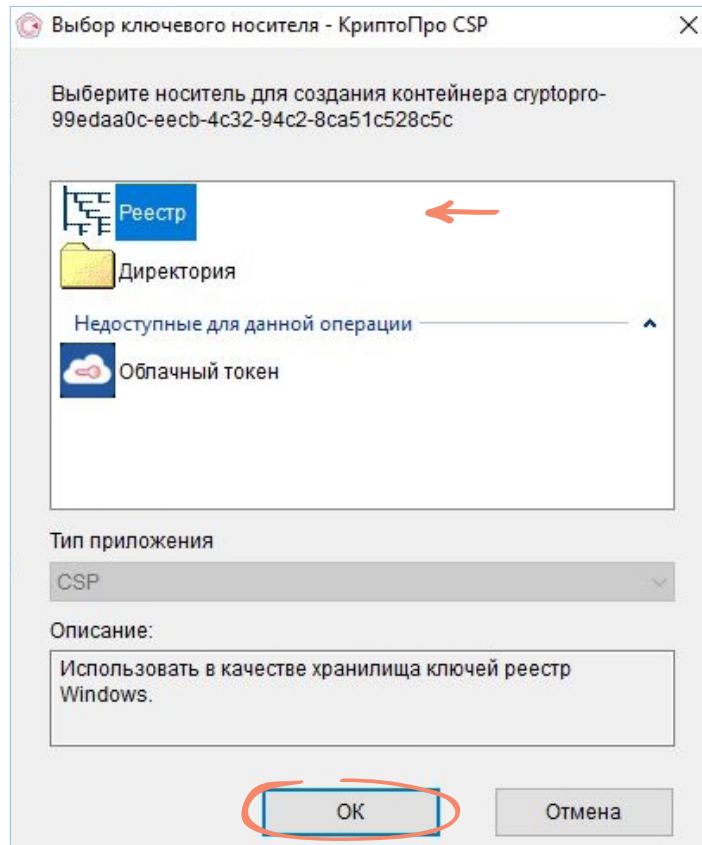 Выбор ключевого носителя - КриптоПро CSP
Выберите носитель для создания контейнера cryptopro-
99edaa0c-eecb-4c32-94c2-8ca51c528c5c
Реестр
Директория
Недоступные для данной операции
Облачный токен
Тип приложения
CSP
Описание:
Использовать в качестве хранилища ключей реестр
Windows.
ОК
Отмена